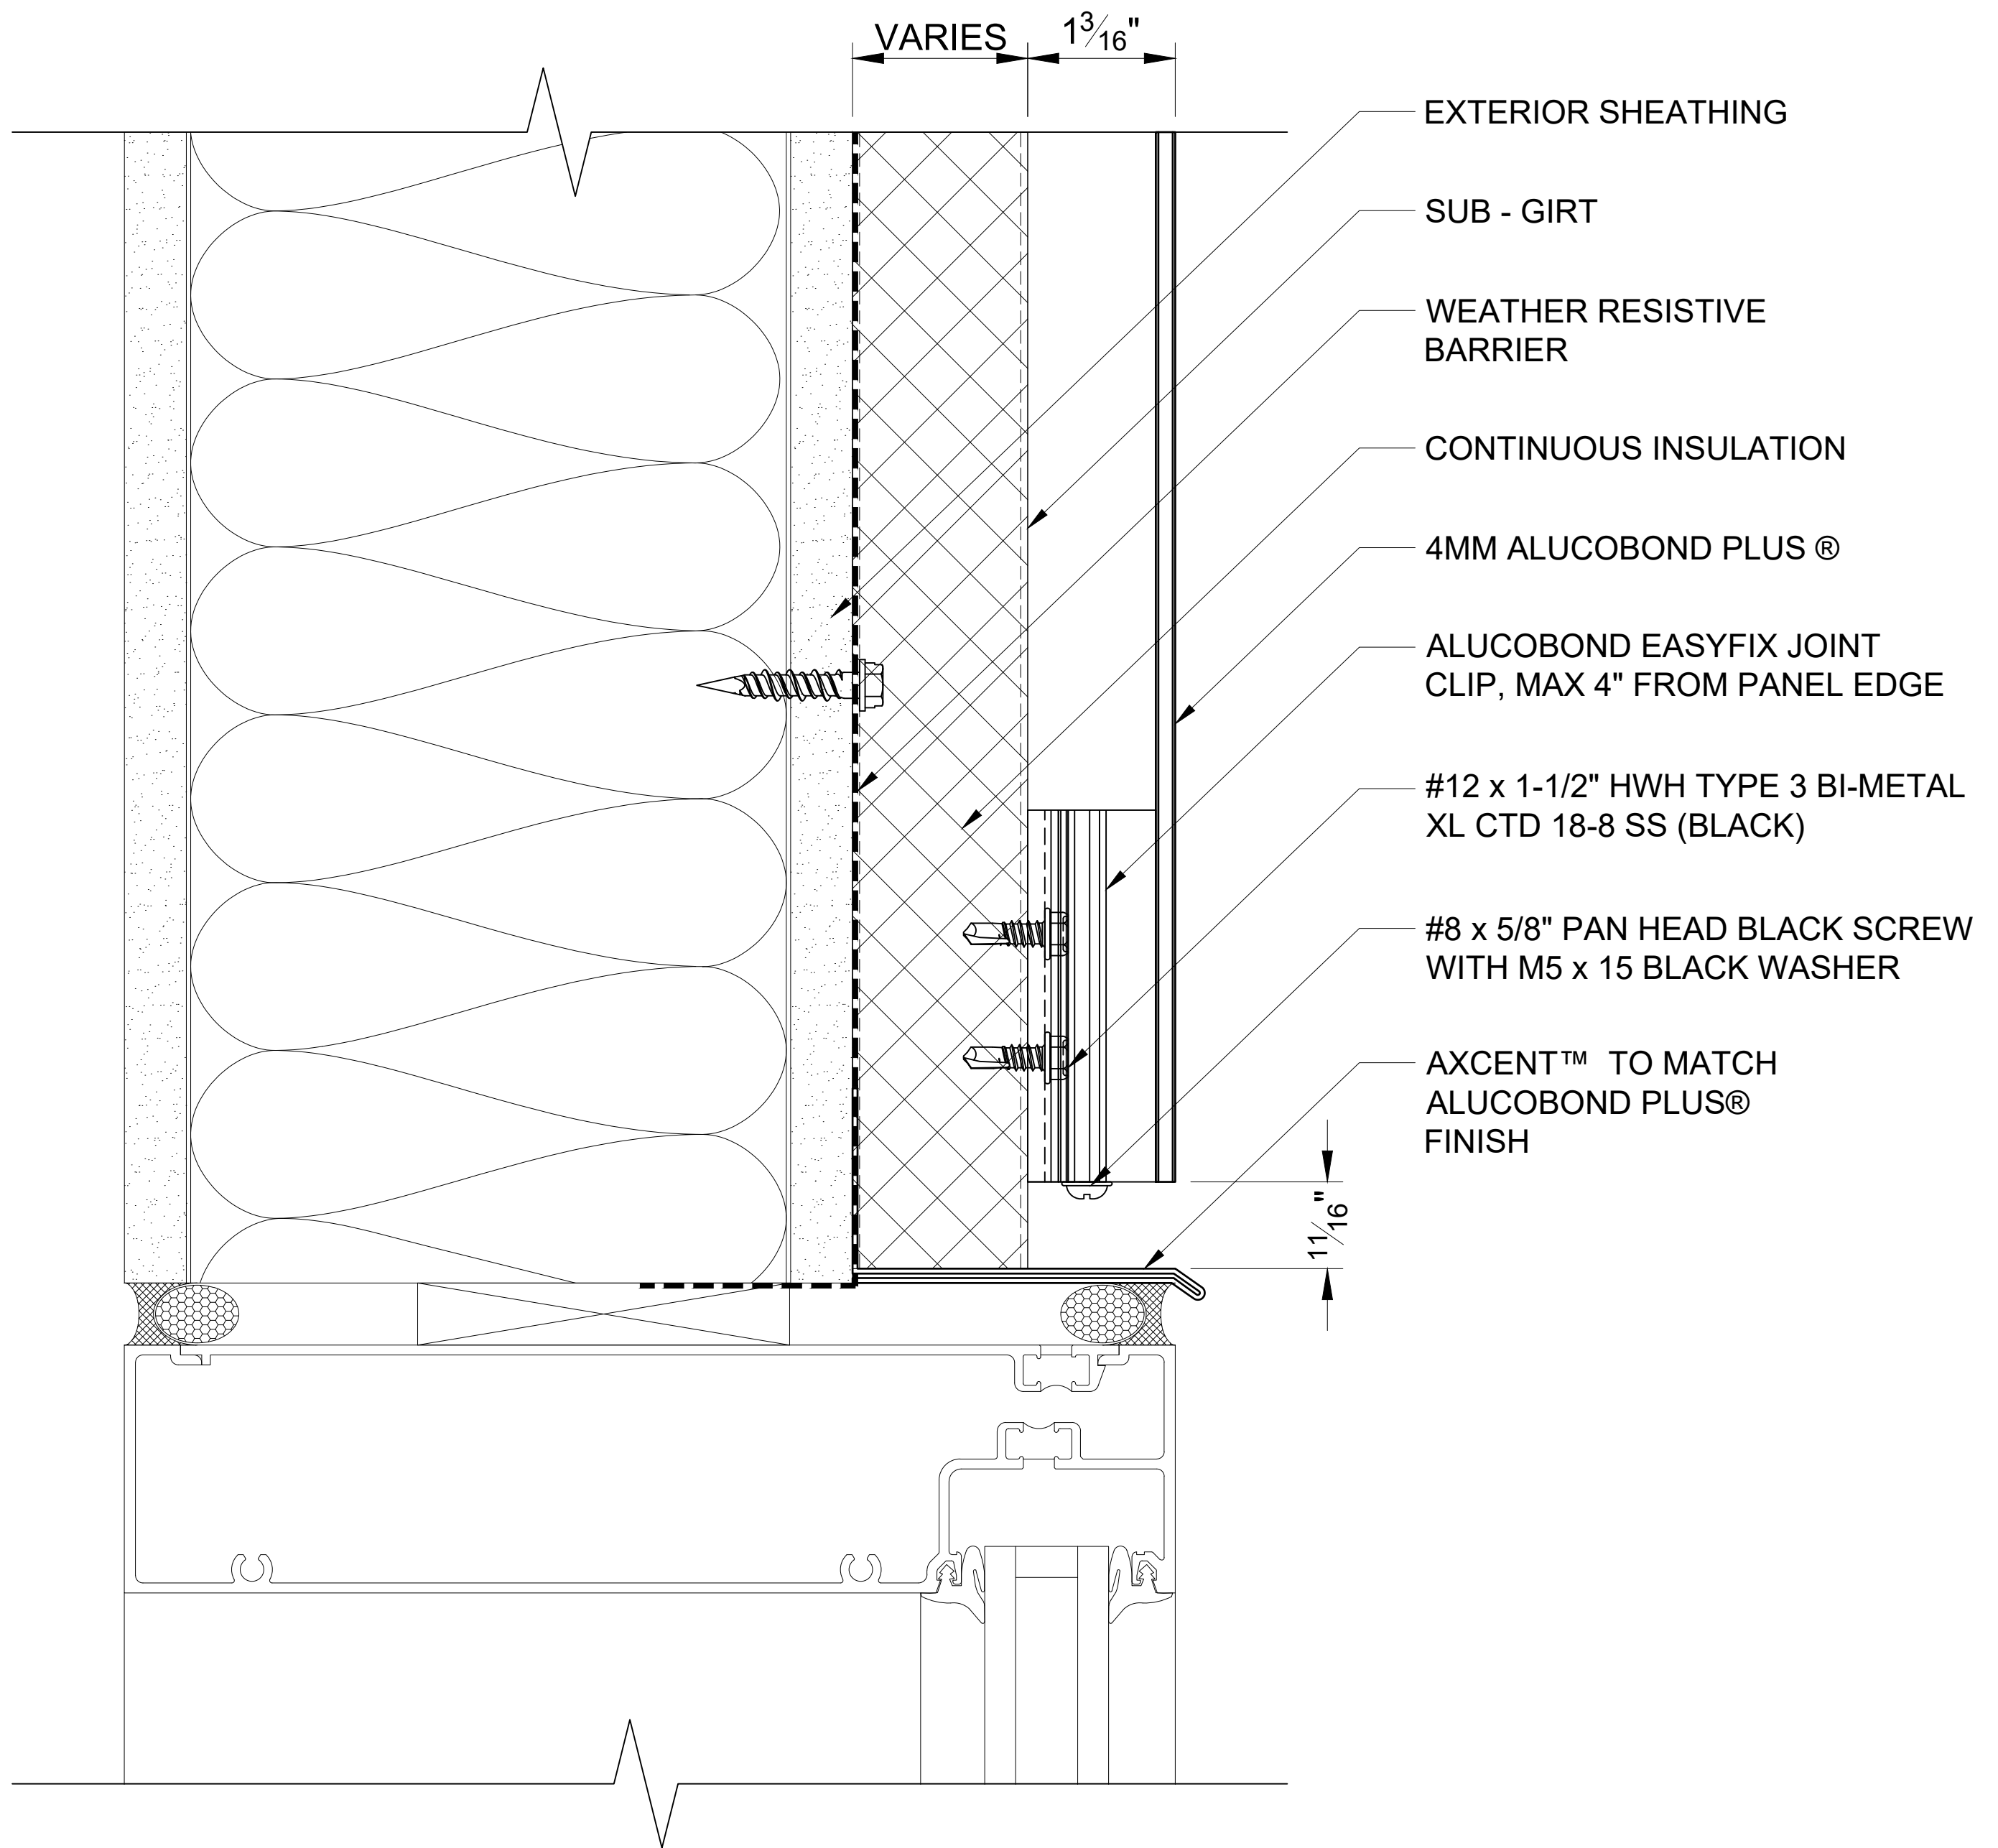 VARIES
1 3/16"
EXTERIOR SHEATHING
SUB - GIRT
WEATHER RESISTIVE
BARRIER
CONTINUOUS INSULATION
4MM ALUCOBOND PLUS ®
ALUCOBOND EASYFIX JOINT
CLIP, MAX 4" FROM PANEL EDGE
#12 x 1-1/2" HWH TYPE 3 BI-METAL
XL CTD 18-8 SS (BLACK)
#8 x 5/8" PAN HEAD BLACK SCREW
WITH M5 x 15 BLACK WASHER
AXCENT™ TO MATCH
ALUCOBOND PLUS®
FINISH
11/16"